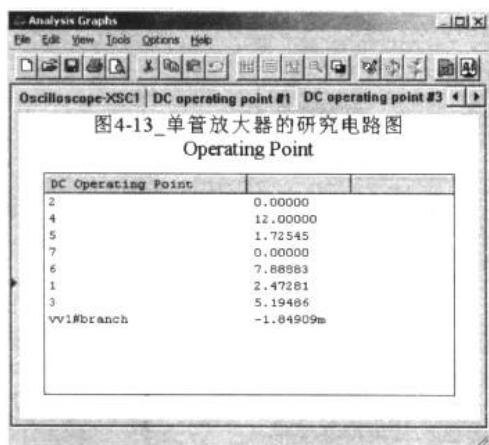 Analysis Graphs
File Edit View Tools Options Help
Oscilloscope-XSC1 DC operating point #1 DC operating point #3
图4-13_单管放大器的研究电路图
Operating Point
DC Operating Point
2 0.00000
4 12.00000
5 1.72545
7 0.00000
6 7.88883
1 2.47281
3 5.19486
vv1#branch -1.84909m